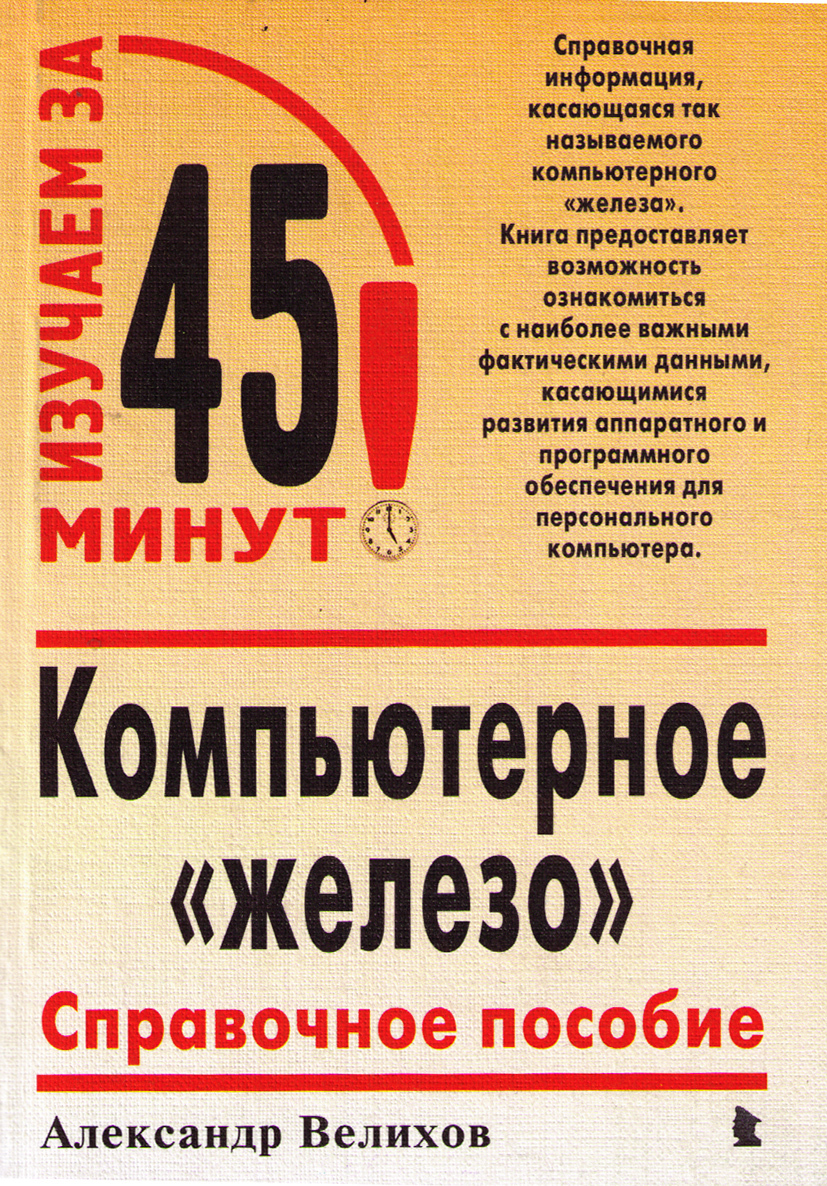 ИЗУЧАЕМ ЗА
45
МИНУТ!
Справочная
информация,
касающаяся так
называемого
компьютерного
«железа».
Книга предоставляет
возможность
ознакомиться
с наиболее важными
фактическими данными,
касающимися
развития аппаратного и
программного
обеспечения для
персонального
компьютера.
Компьютерное
«железо»
Справочное пособие
Александр Велихов